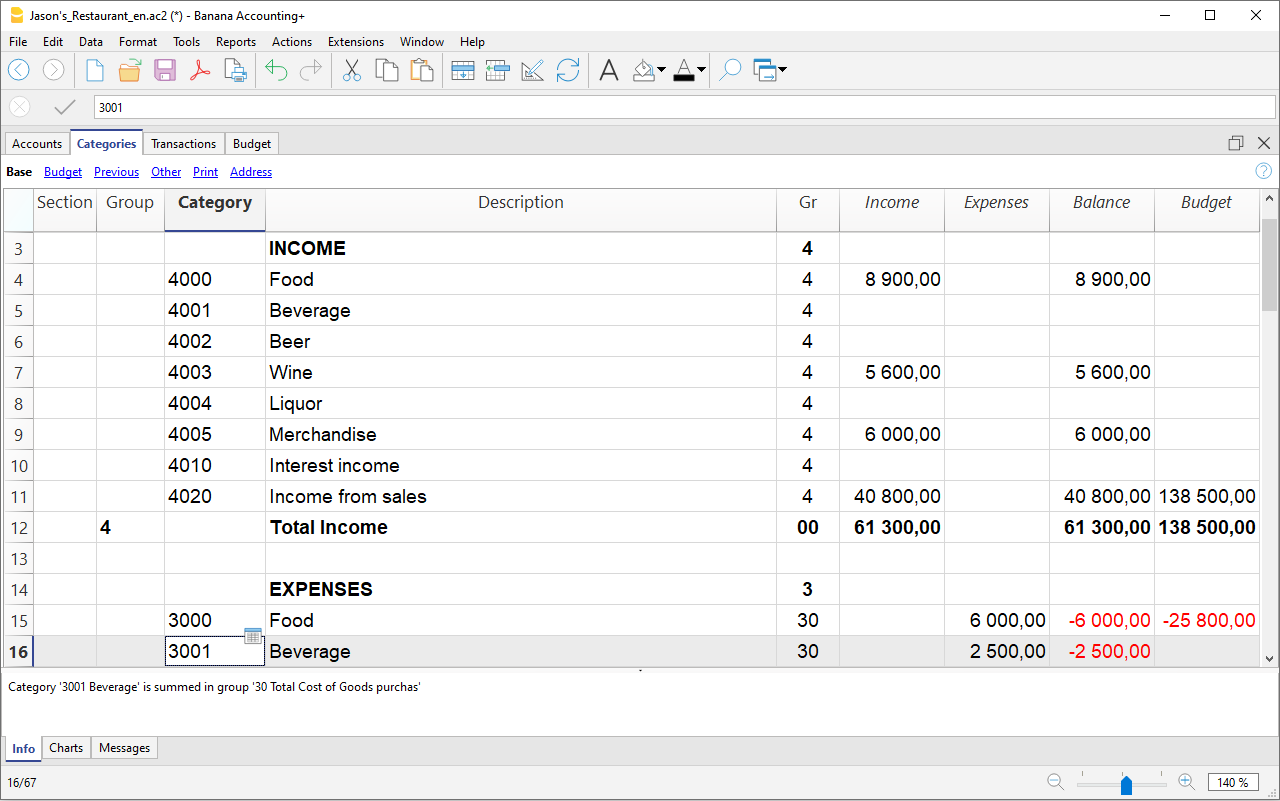 Jason's_Restaurant_en.ac2 (*) - Banana Accounting+
File Edit Data Format Tools Reports Actions Extensions Window Help
3001
Accounts Categories Transactions Budget
Base Budget Previous Other Print Address
Section Group Category Description Gr Income Expenses Balance Budget
3 INCOME 4
4 4000 Food 4 8 900,00 8 900,00
5 4001 Beverage 4
6 4002 Beer 4
7 4003 Wine 4 5 600,00 5 600,00
8 4004 Liquor 4
9 4005 Merchandise 4 6 000,00 6 000,00
10 4010 Interest income 4
11 4020 Income from sales 4 40 800,00 40 800,00 138 500,00
12 4 Total Income 00 61 300,00 61 300,00 138 500,00
13
14 EXPENSES 3
15 3000 Food 30 6 000,00 -6 000,00 -25 800,00
16 3001 Beverage 30 2 500,00 -2 500,00
Category '3001 Beverage' is summed in group '30 Total Cost of Goods purchas'
Info Charts Messages
16/67 140 %